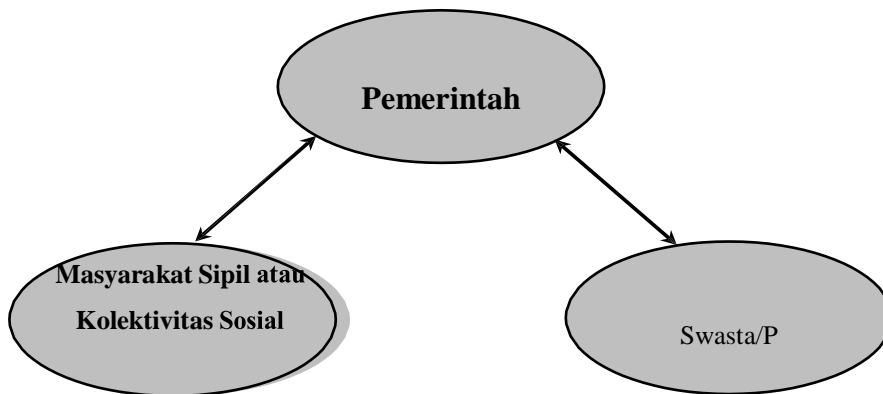 Pemerintah
Masyarakat Sipil atau
Kolektivitas Sosial
Swasta/P